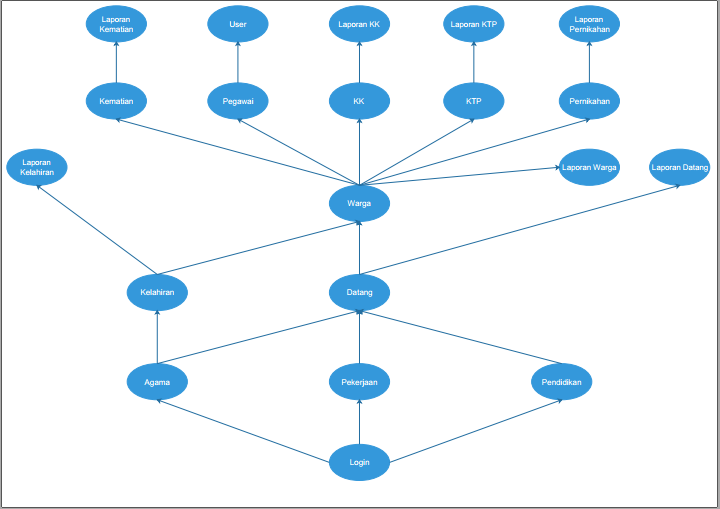 Laporan
Kematian
User
Laporan KK
Laporan KTP
Laporan
Pernikahan
Kematian
Pegawai
KK
KTP
Pernikahan
Laporan
Kelahiran
Laporan Warga
Laporan Datang
Warga
Kelahiran
Datang
Agama
Pekerjaan
Pendidikan
Login